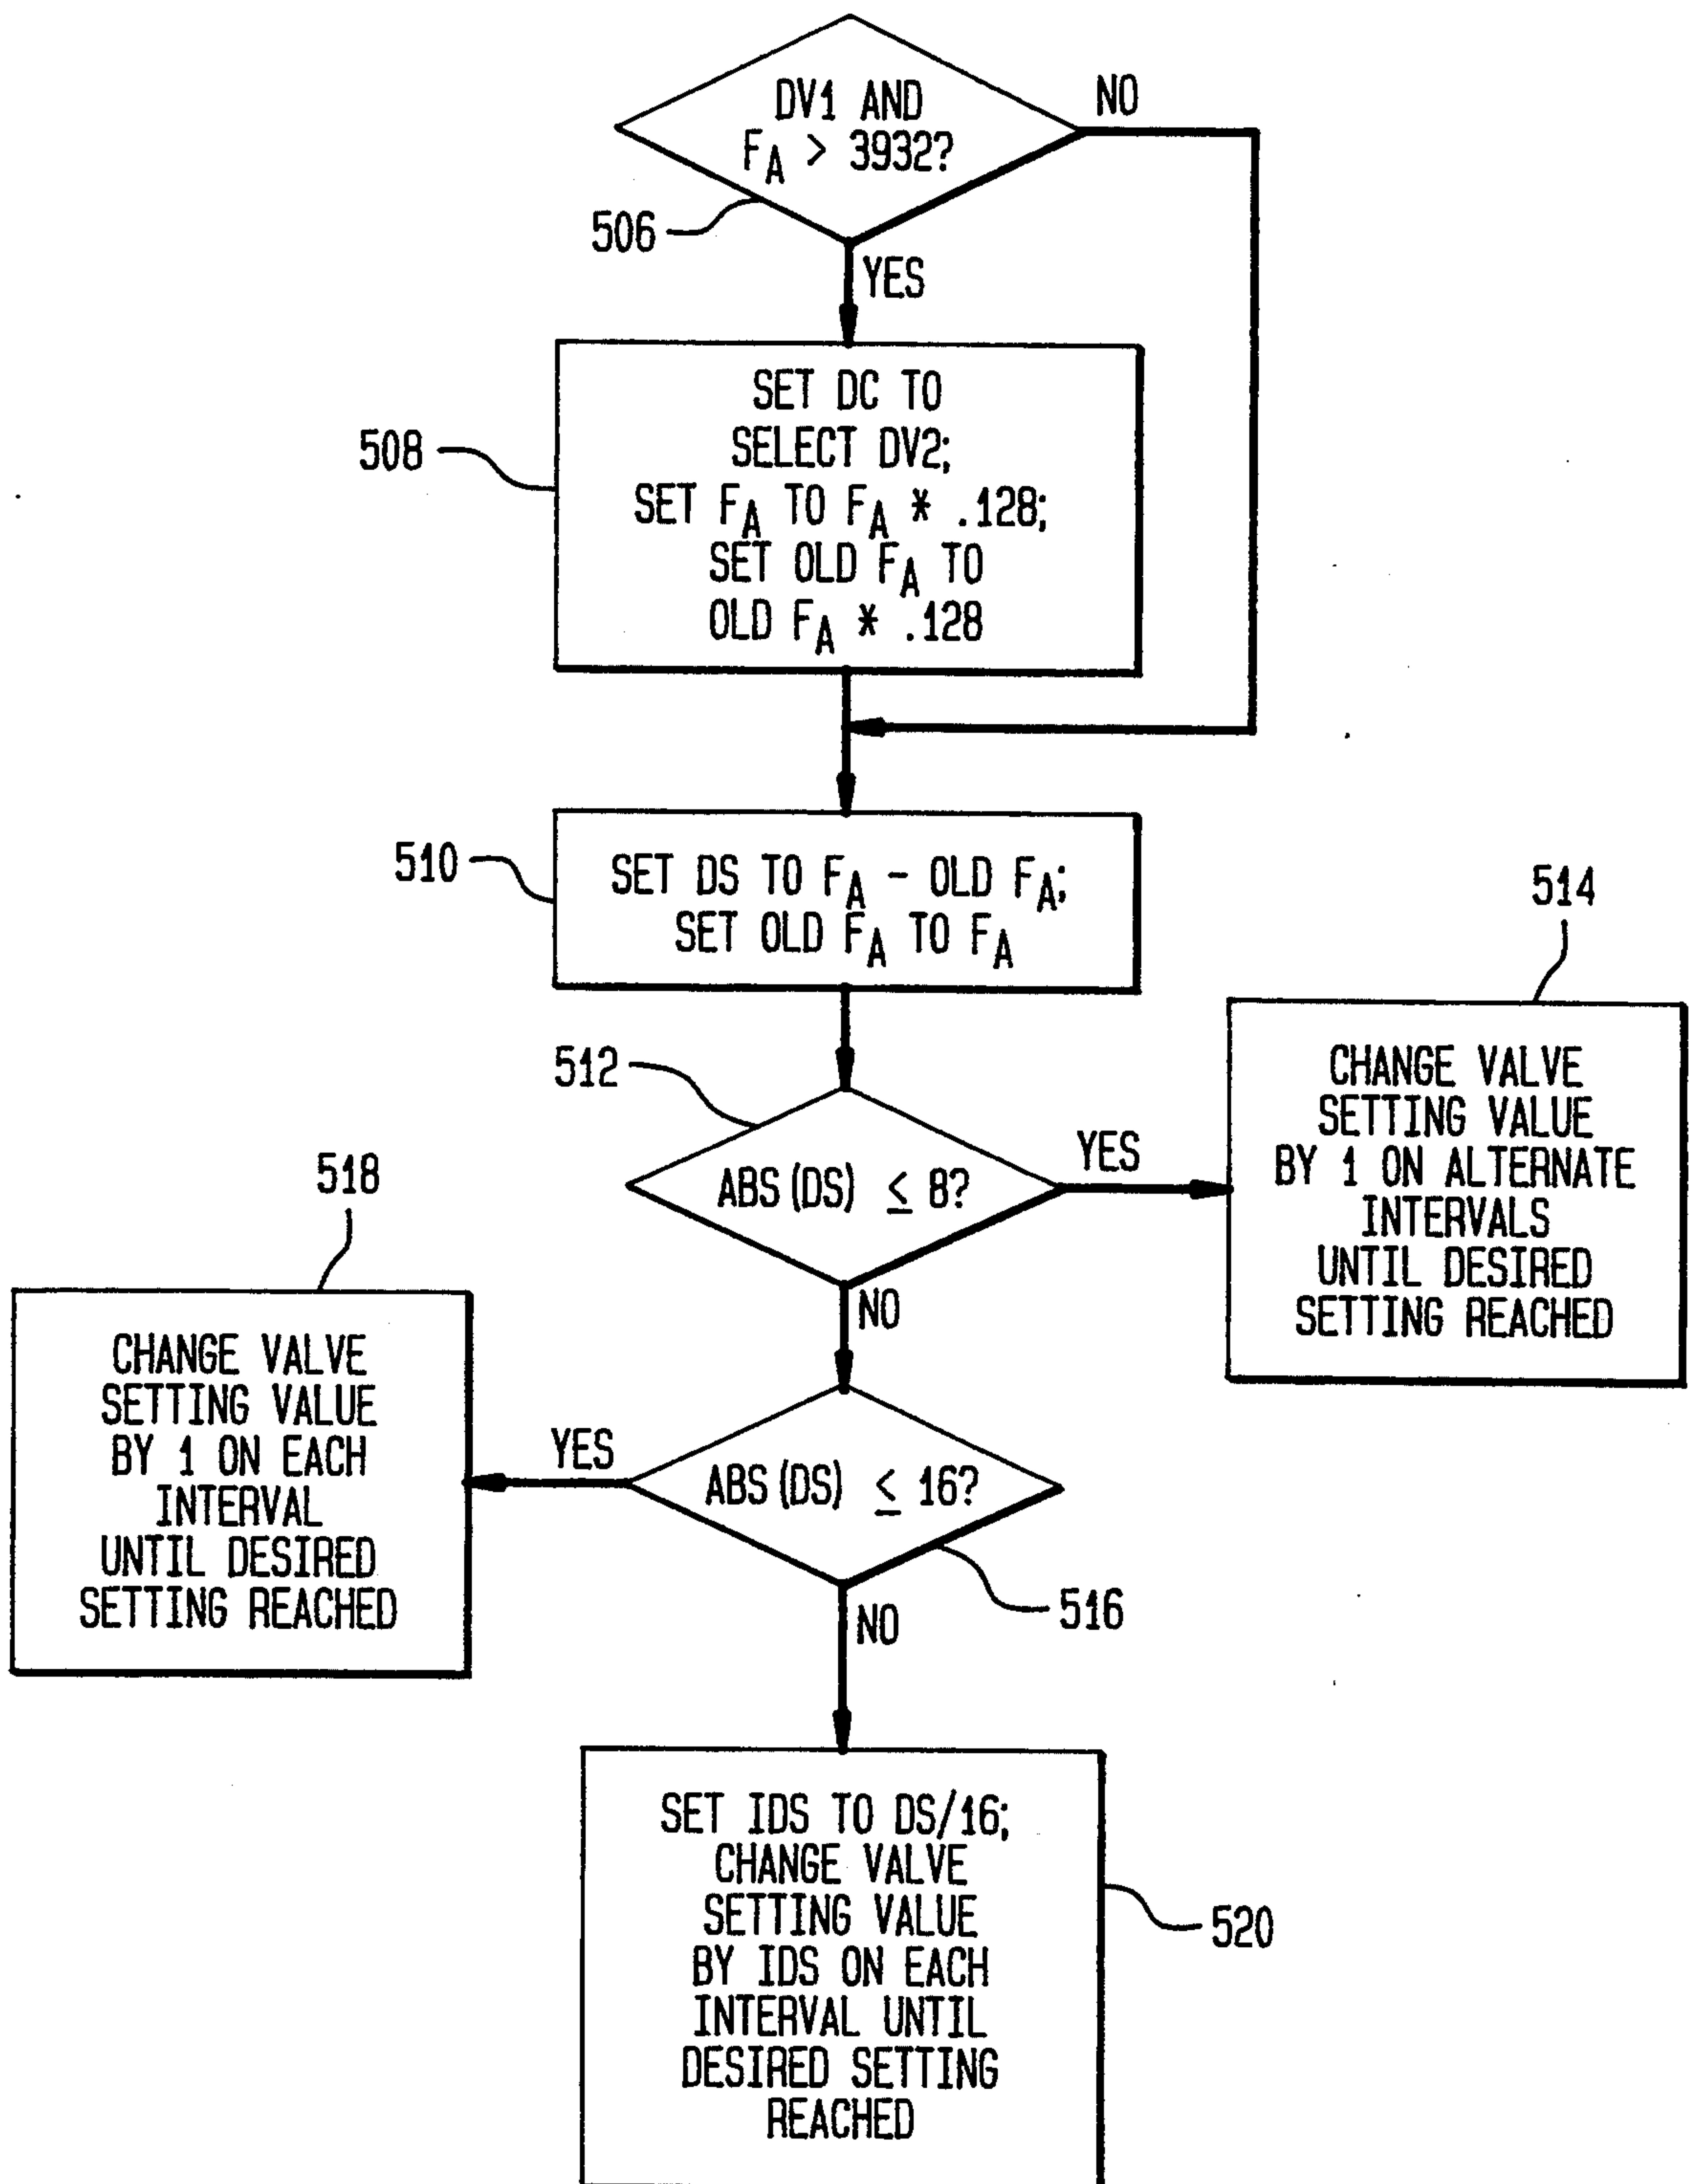 DV1 AND
FA > 3932?
NO
506
YES
508
SET DC TO
SELECT DV2;
SET FA TO FA * .128;
SET OLD FA TO
OLD FA * .128
510
SET DS TO FA - OLD FA;
SET OLD FA TO FA
514
512
ABS (DS) ≤ 8?
YES
CHANGE VALVE
SETTING VALUE
BY 1 ON ALTERNATE
INTERVALS
UNTIL DESIRED
SETTING REACHED
NO
518
CHANGE VALVE
SETTING VALUE
BY 1 ON EACH
INTERVAL
UNTIL DESIRED
SETTING REACHED
YES
ABS (DS) ≤ 16?
516
NO
SET IDS TO DS/16;
CHANGE VALVE
SETTING VALUE
BY IDS ON EACH
INTERVAL UNTIL
DESIRED SETTING
REACHED
520